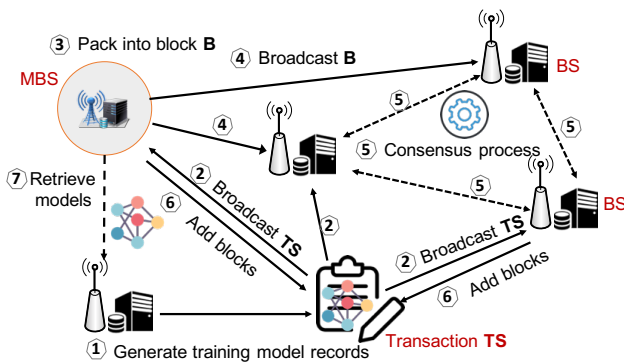 ③ Pack into block B
MBS
④ Broadcast B
BS
④
⑤
⑤
⑤
Consensus process
⑦ Retrieve
models
② Broadcast TS
⑥ Add blocks
②
⑤
BS
② Broadcast TS
⑥ Add blocks
Transaction TS
① Generate training model records